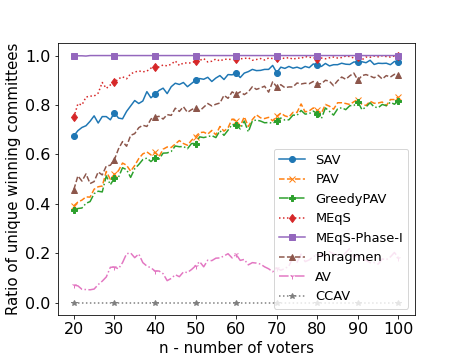 Ratio of unique winning committees
1.0
0.8
0.6
0.4
0.2
0.0
SAV
PAV
GreedyPAV
MEqS
MEqS-Phase-I
Phragmen
AV
CCAV
20 30 40 50 60 70 80 90 100
n - number of voters